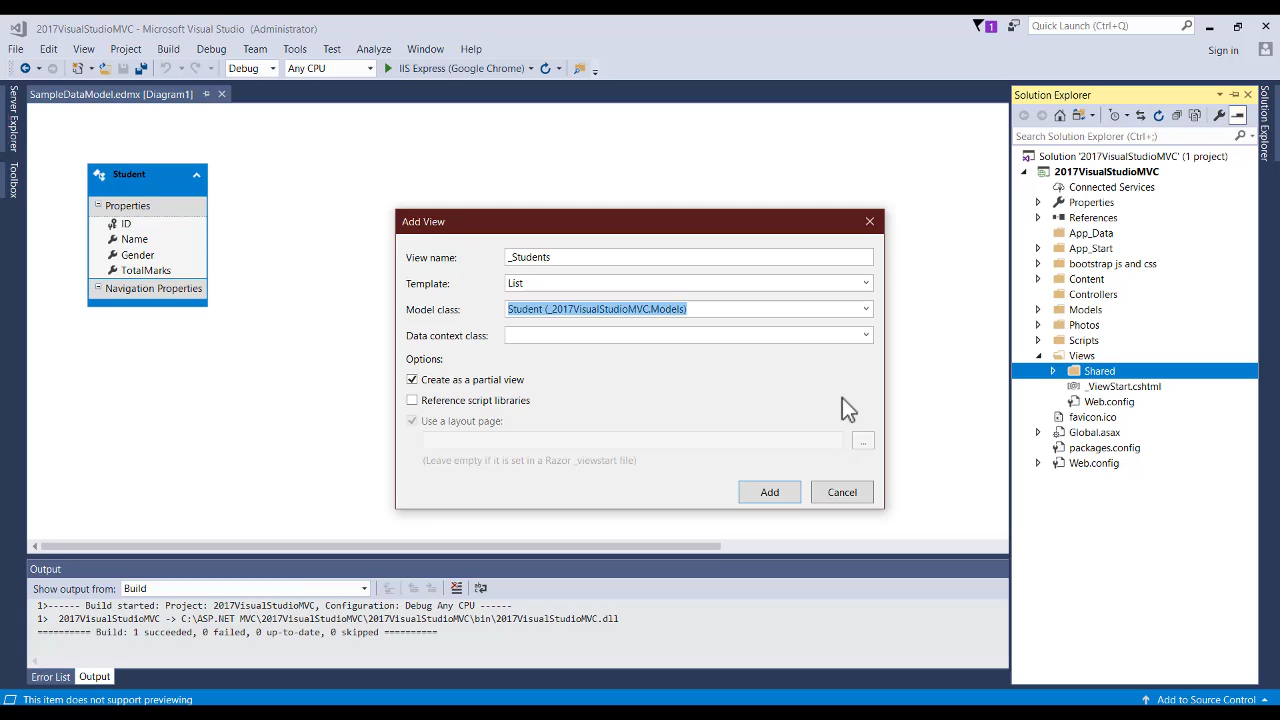 2017VisualStudioMVC - Microsoft Visual Studio (Administrator)
1
Quick Launch (Ctrl+Q)
File Edit View Project Build Debug Team Tools Test Analyze Window Help
Sign in
Debug Any CPU IIS Express (Google Chrome)
Server Explorer
Toolbox
SampleDataModel.edmx [Diagram1]
Student
Properties
ID
Name
Gender
TotalMarks
Navigation Properties
Add View
View name: _Students
Template: List
Model class: Student (_2017VisualStudioMVC.Models)
Data context class:
Options:
Create as a partial view
Reference script libraries
Use a layout page:
...
(Leave empty if it is set in a Razor _viewstart file)
Add Cancel
Solution Explorer
Search Solution Explorer (Ctrl+;)
Solution '2017VisualStudioMVC' (1 project)
2017VisualStudioMVC
Connected Services
Properties
References
App_Data
App_Start
bootstrap js and css
Content
Controllers
Models
Photos
Scripts
Views
Shared
_ViewStart.cshtml
Web.config
favicon.ico
Global.asax
packages.config
Web.config
Solution Explorer
Output
Show output from: Build
1>------ Build started: Project: 2017VisualStudioMVC, Configuration: Debug Any CPU ------
1> 2017VisualStudioMVC -> C:\ASP.NET MVC\2017VisualStudioMVC\2017VisualStudioMVC\bin\2017VisualStudioMVC.dll
========== Build: 1 succeeded, 0 failed, 0 up-to-date, 0 skipped ==========
Error List Output
This item does not support previewing
Add to Source Control